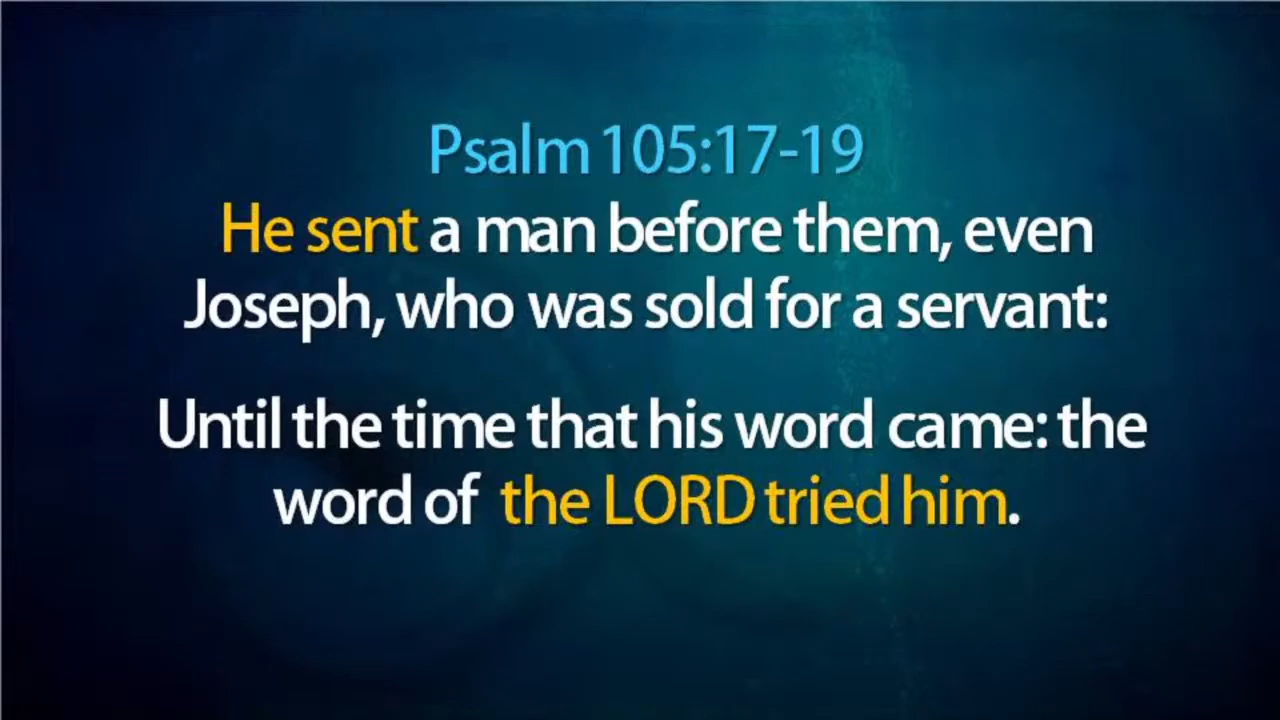 Psalm 105:17-19
He sent a man before them, even
Joseph, who was sold for a servant:
Until the time that his word came: the
word of the LORD tried him.